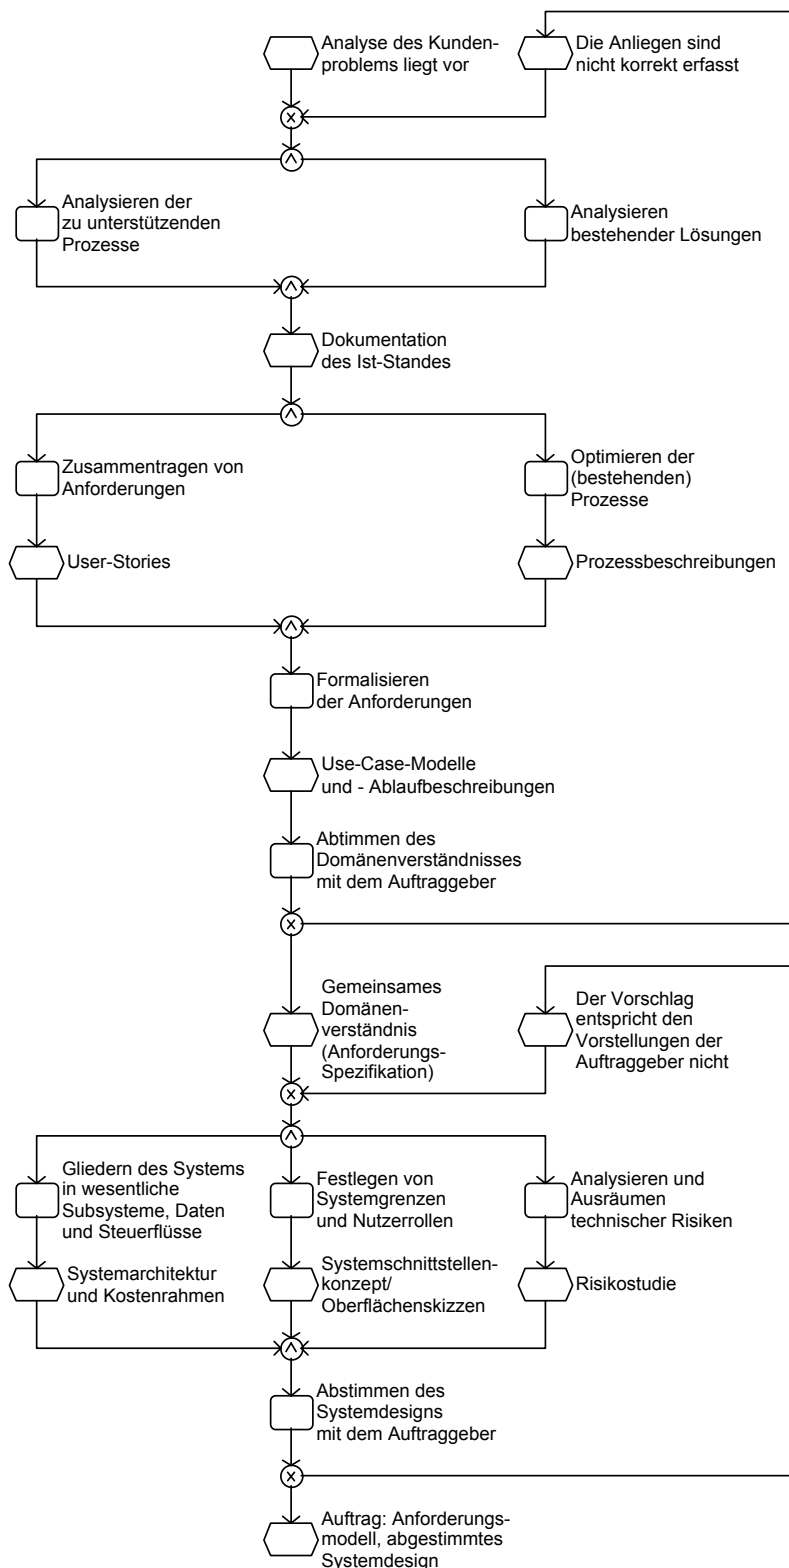 Analyse des Kunden-
problems liegt vor
Die Anliegen sind
nicht korrekt erfasst
x
^
Analysieren der
zu unterstützenden
Prozesse
Analysieren
bestehender Lösungen
^
Dokumentation
des Ist-Standes
^
Zusammentragen von
Anforderungen
Optimieren der
(bestehenden)
Prozesse
User-Stories
Prozessbeschreibungen
^
Formalisieren
der Anforderungen
Use-Case-Modelle
und - Ablaufbeschreibungen
Abtimmen des
Domänenverständnisses
mit dem Auftraggeber
x
Gemeinsames
Domänen-
verständnis
(Anforderungs-
Spezifikation)
Der Vorschlag
entspricht den
Vorstellungen der
Auftraggeber nicht
x
^
Gliedern des Systems
in wesentliche
Subsysteme, Daten
und Steuerflüsse
Festlegen von
Systemgrenzen
und Nutzerrollen
Analysieren und
Ausräumen
technischer Risiken
Systemarchitektur
und Kostenrahmen
Systemschnittstellen-
konzept/
Oberflächenskizzen
Risikostudie
^
Abstimmen des
Systemdesigns
mit dem Auftraggeber
x
Auftrag: Anforderungs-
modell, abgestimmtes
Systemdesign